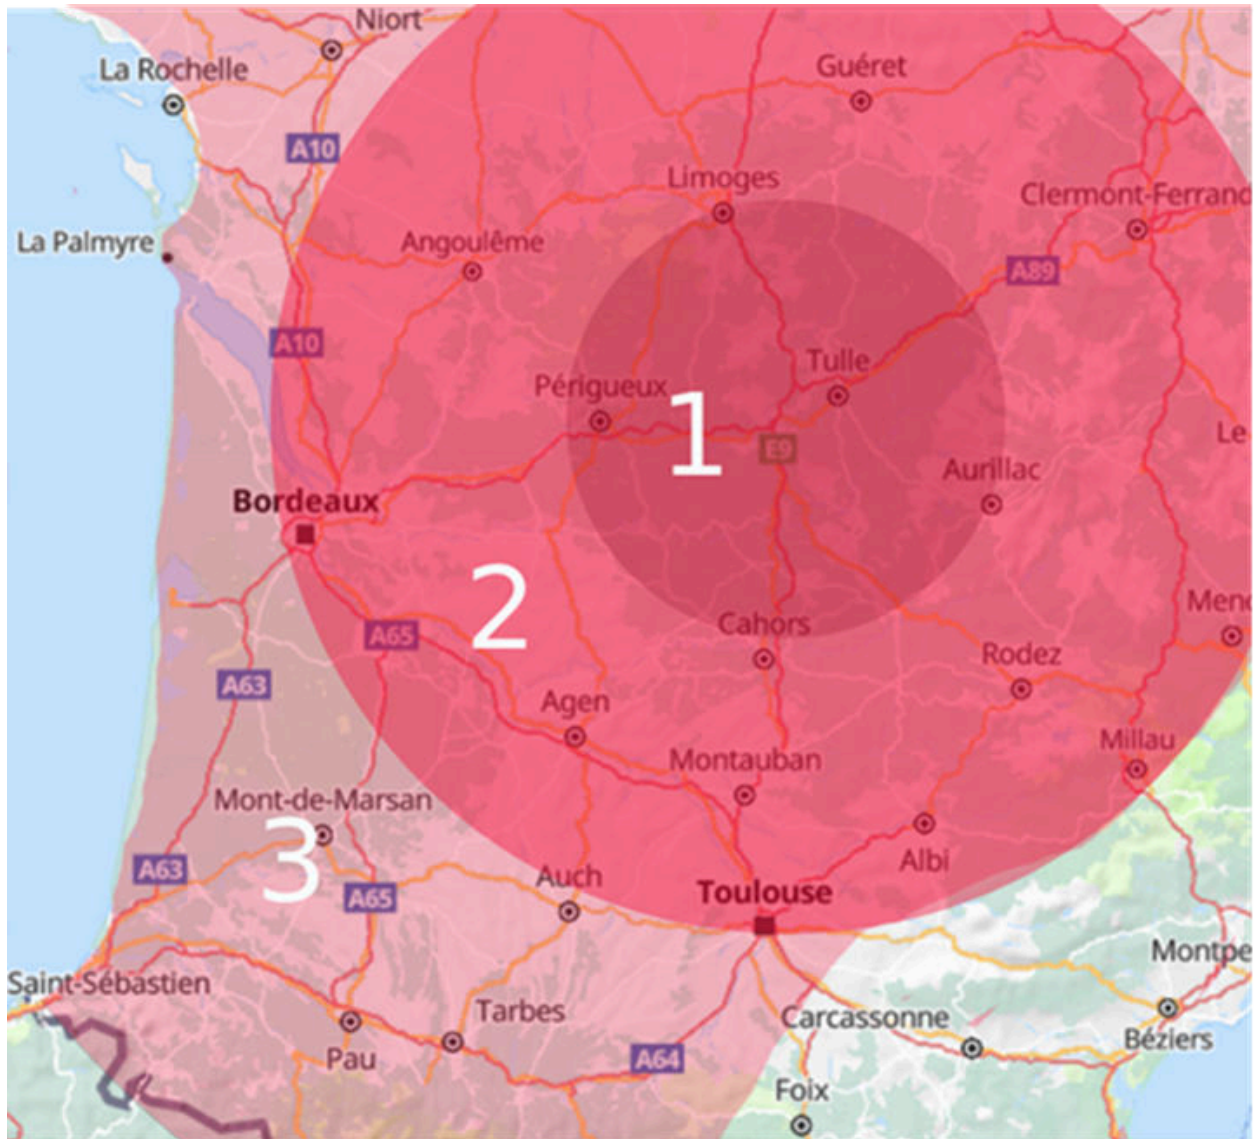 Niort
La Rochelle
Guéret
A10
Limoges
Clermont-Ferrand
La Palmyre
Angoulême
A89
A10
Tulle
Périgueux
1
E9
Le
Aurillac
Bordeaux
2
Cahors
Mend
A65
Rodez
A63
Agen
Millau
Montauban
Mont-de-Marsan
3
A63
A65
Auch
Albi
Toulouse
Montpe
Saint-Sébastien
Tarbes
Carcassonne
Béziers
Pau
A64
Foix